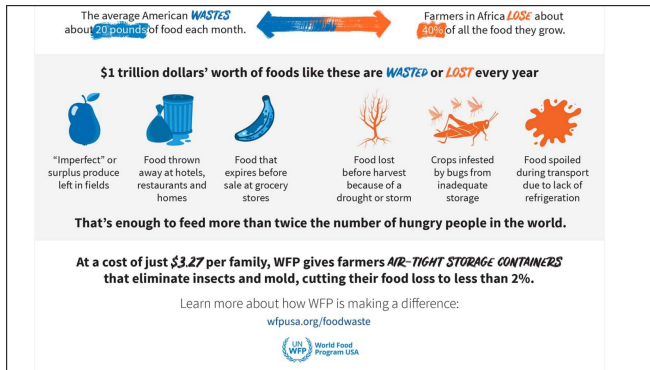 The average American WASTES
about 20 pounds of food each month.
Farmers in Africa LOSE about
40% of all the food they grow.
$1 trillion dollars' worth of foods like these are WASTED or LOST every year
"Imperfect" or
surplus produce
left in fields
Food thrown
away at hotels,
restaurants and
homes
Food that
expires before
sale at grocery
stores
Food lost
before harvest
because of a
drought or storm
Crops infested
by bugs from
inadequate
storage
Food spoiled
during transport
due to lack of
refrigeration
That's enough to feed more than twice the number of hungry people in the world.
At a cost of just $3.27 per family, WFP gives farmers AIR-TIGHT STORAGE CONTAINERS
that eliminate insects and mold, cutting their food loss to less than 2%.
Learn more about how WFP is making a difference:
wfpusa.org/foodwaste
UN
WFP
World Food
Program USA